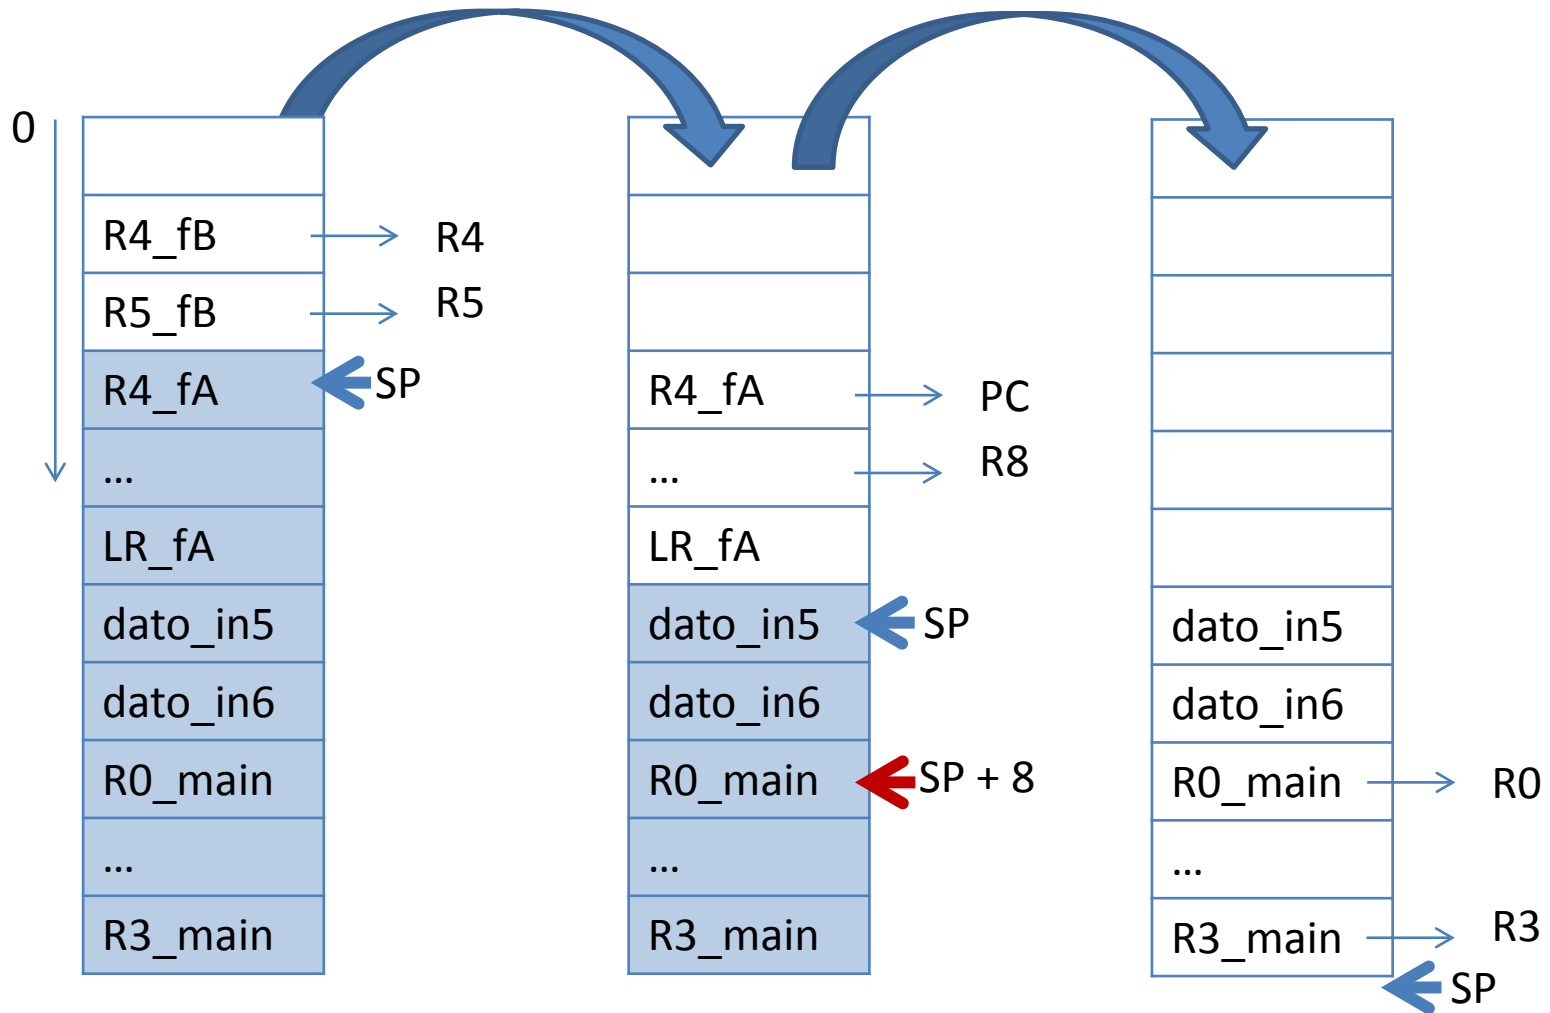 0
R4_fB
R4
R5_fB
R5
R4_fA
SP
...
LR_fA
dato_in5
dato_in6
R0_main
...
R3_main
R4_fA
PC
...
R8
LR_fA
dato_in5
SP
dato_in6
R0_main
SP + 8
...
R3_main
dato_in5
dato_in6
R0_main
R0
...
R3_main
R3
SP